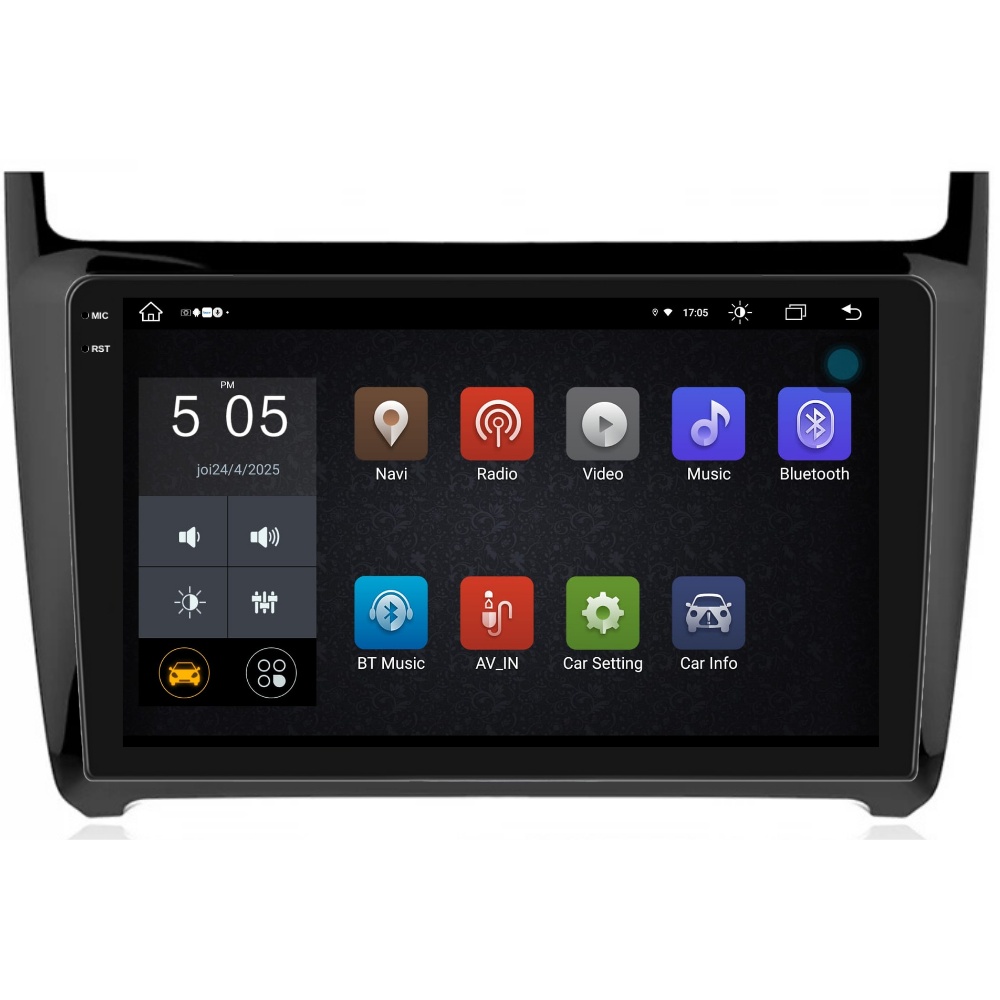 MIC
RST
17:05
PM
5 05
joi24/4/2025
Navi
Radio
Video
Music
Bluetooth
BT Music
AV_IN
Car Setting
Car Info